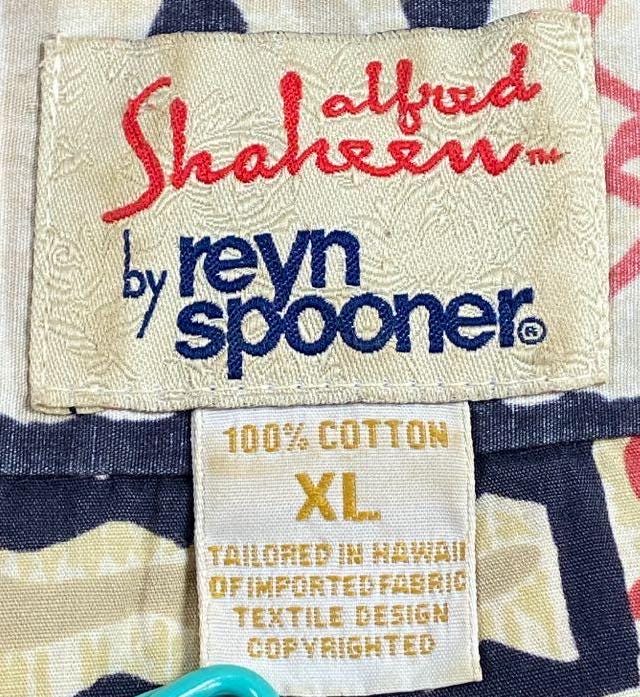 alfred
Shaheen™
by reyn
spooner®
100% COTTON
XL
TAILORED IN HAWAII
OF IMPORTED FABRIC
TEXTILE DESIGN
COPYRIGHTED